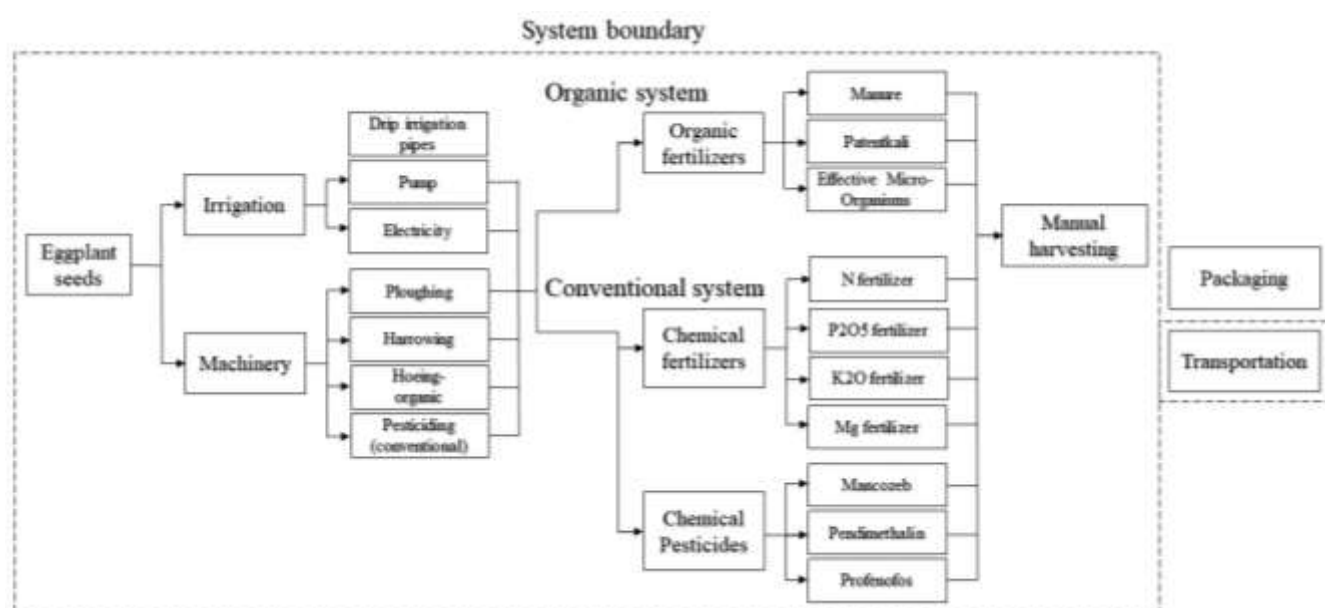 System boundary
Organic system
Eggplant
seeds
Irrigation
Machinery
Drip irrigation
pipes
Pump
Electricity
Ploughing
Harrowing
Hoeing-
organic
Pesticiding
(conventional)
Organic
fertilizers
Conventional system
Chemical
fertilizers
Chemical
Pesticides
Manure
Patentkali
Effective Micro-
Organisms
N fertilizer
P2O5 fertilizer
K2O fertilizer
Mg fertilizer
Mancozeb
Pendimethalin
Profenofos
Manual
harvesting
Packaging
Transportation